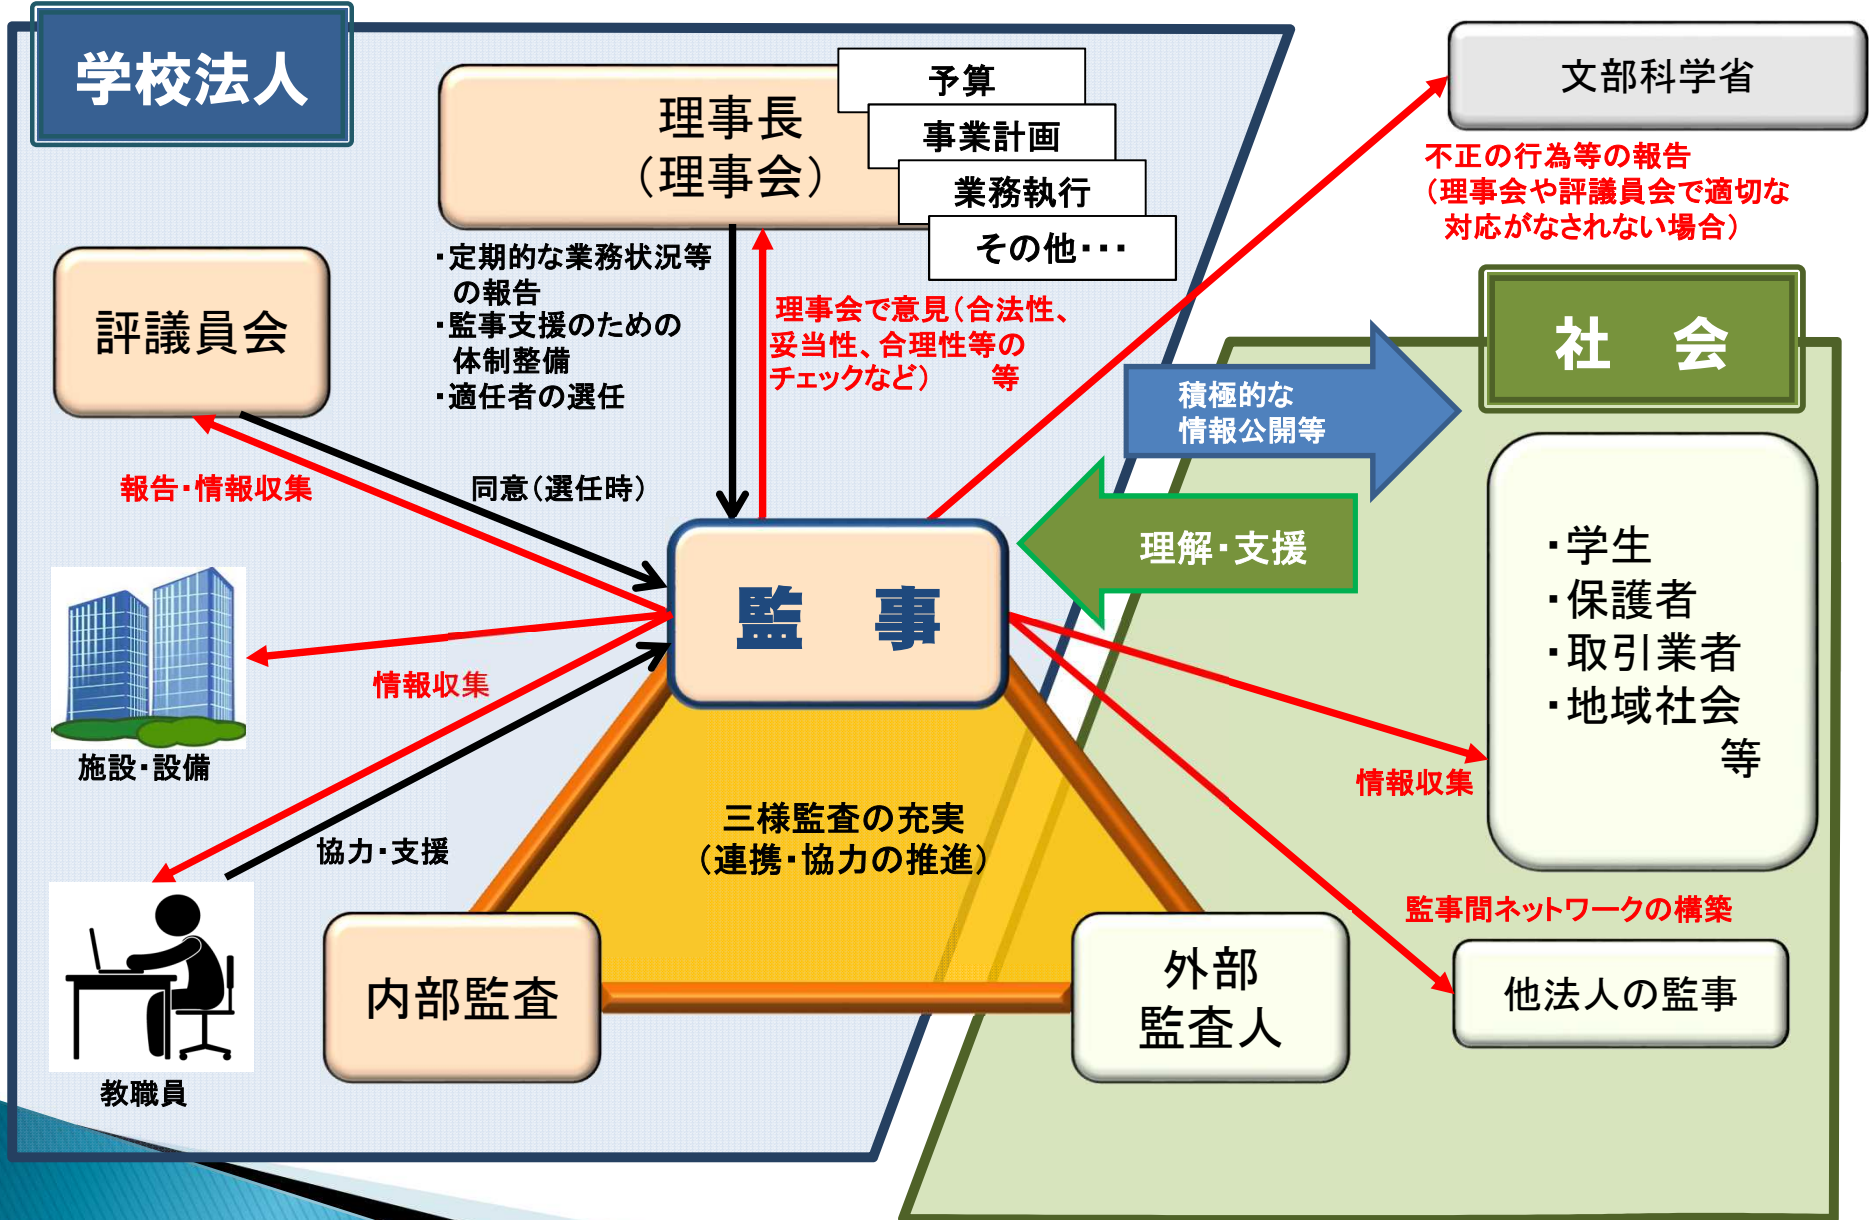 学校法人
理事長
（理事会）
予算
事業計画
業務執行
その他・・・
文部科学省
不正の行為等の報告
（理事会や評議員会で適切な
対応がなされない場合）
評議員会
・定期的な業務状況等
の報告
・監事支援のための
体制整備
・適任者の選任
理事会で意見（合法性、
妥当性、合理性等の
チェックなど）　　等
社　会
積極的な
情報公開等
理解・支援
報告・情報収集
同意（選任時）
監　事
・学生
・保護者
・取引業者
・地域社会
等
情報収集
施設・設備
情報収集
協力・支援
三様監査の充実
（連携・協力の推進）
監事間ネットワークの構築
内部監査
外部
監査人
他法人の監事
教職員